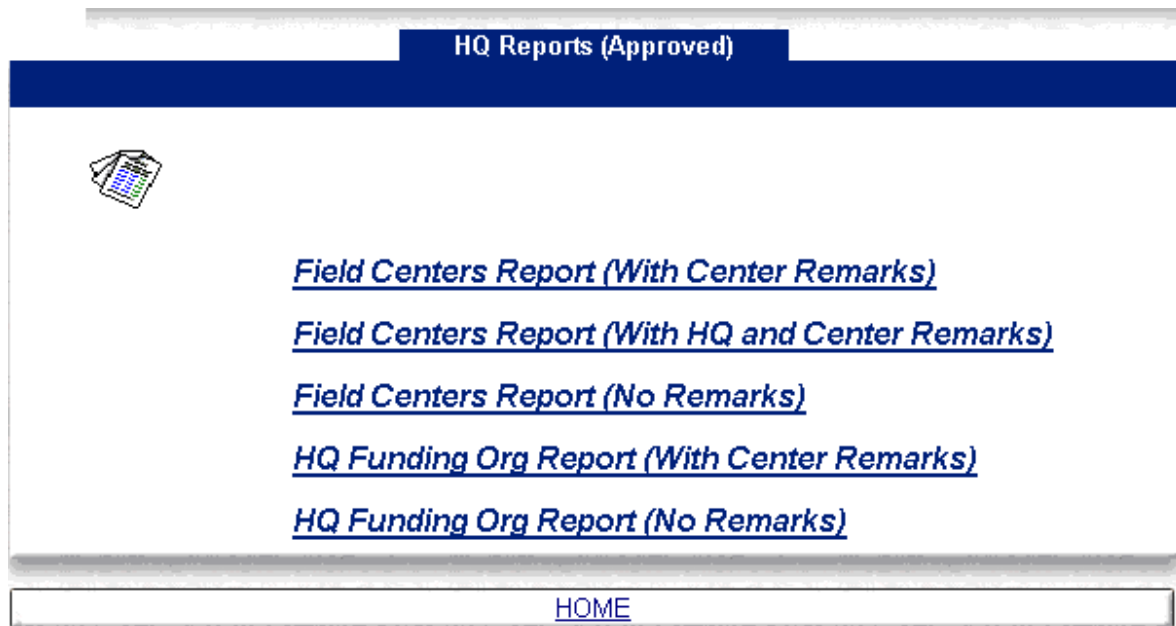 HQ Reports (Approved)
Field Centers Report (With Center Remarks)
Field Centers Report (With HQ and Center Remarks)
Field Centers Report (No Remarks)
HQ Funding Org Report (With Center Remarks)
HQ Funding Org Report (No Remarks)
HOME